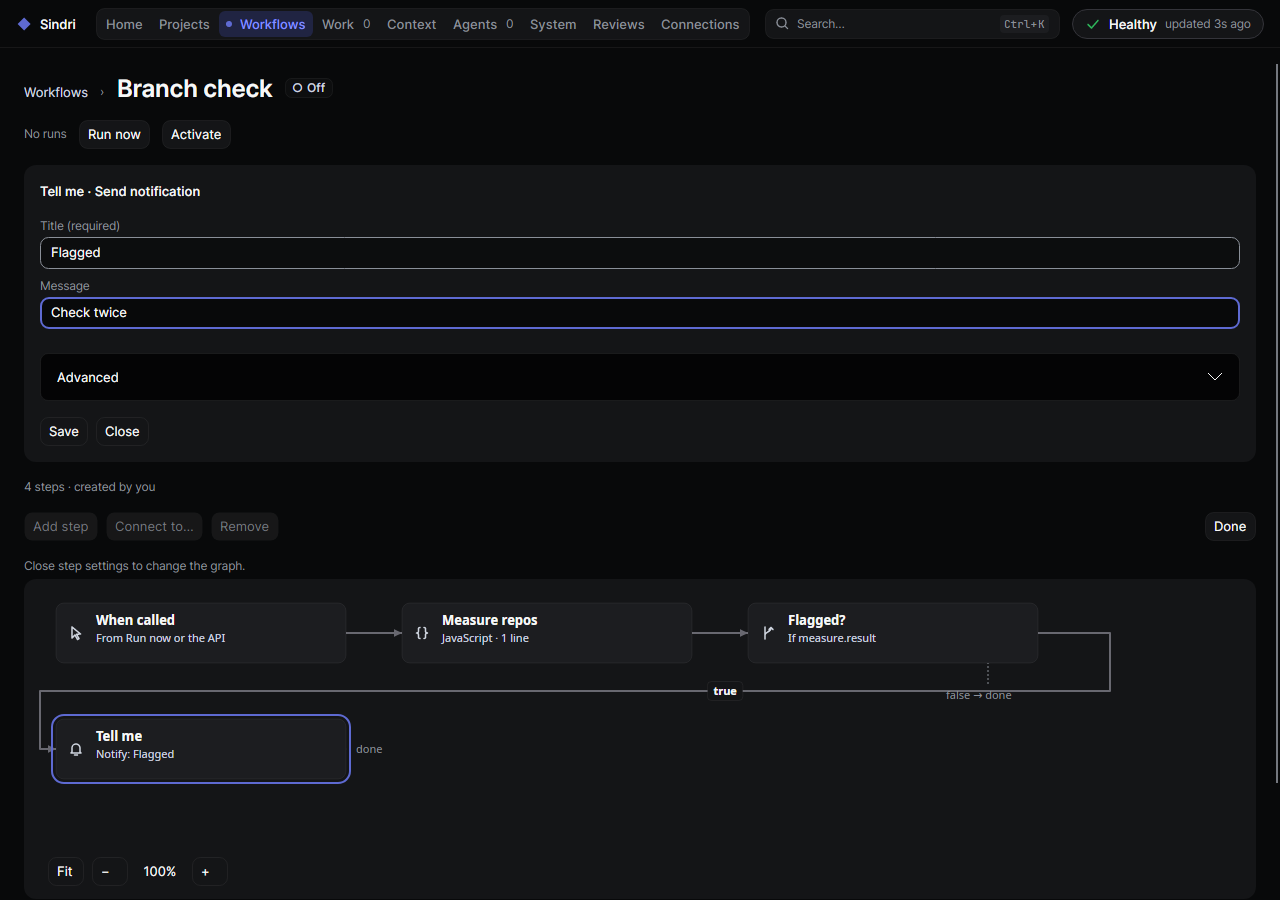 Sindri
Home Projects Workflows Work 0 Context Agents 0 System Reviews Connections
Search... Ctrl+K
Healthy updated 3s ago
Workflows › Branch check Off
No runs Run now Activate
Tell me · Send notification
Title (required)
Flagged
Message
Check twice
Advanced
Save Close
4 steps · created by you
Add step Connect to... Remove Done
Close step settings to change the graph.
When called
From Run now or the API
{} Measure repos
JavaScript · 1 line
Flagged?
If measure.result
true
false → done
Tell me
Notify: Flagged
done
Fit − 100% +